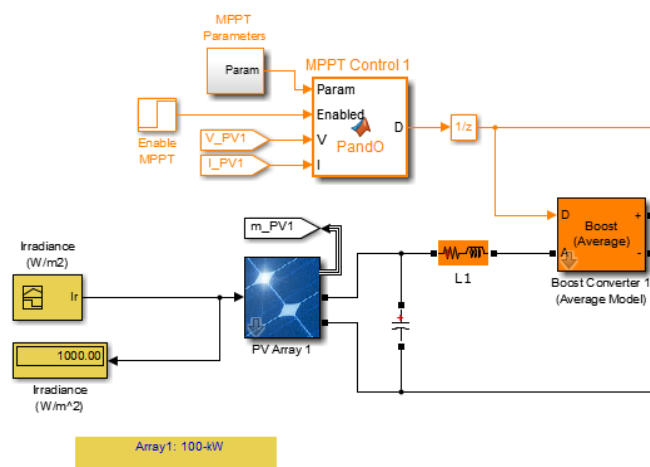 MPPT
Parameters
Param
MPPT Control 1
Param
Enabled
V
I
D
PandO
1/z
Enable
MPPT
V_PV1
I_PV1
m_PV1
Irradiance
(W/m2)
Ir
PV Array 1
1000.00
Irradiance
(W/m^2)
L1
D
A
Boost
(Average)
+
-
Boost Converter 1
(Average Model)
+
Array1: 100-kW